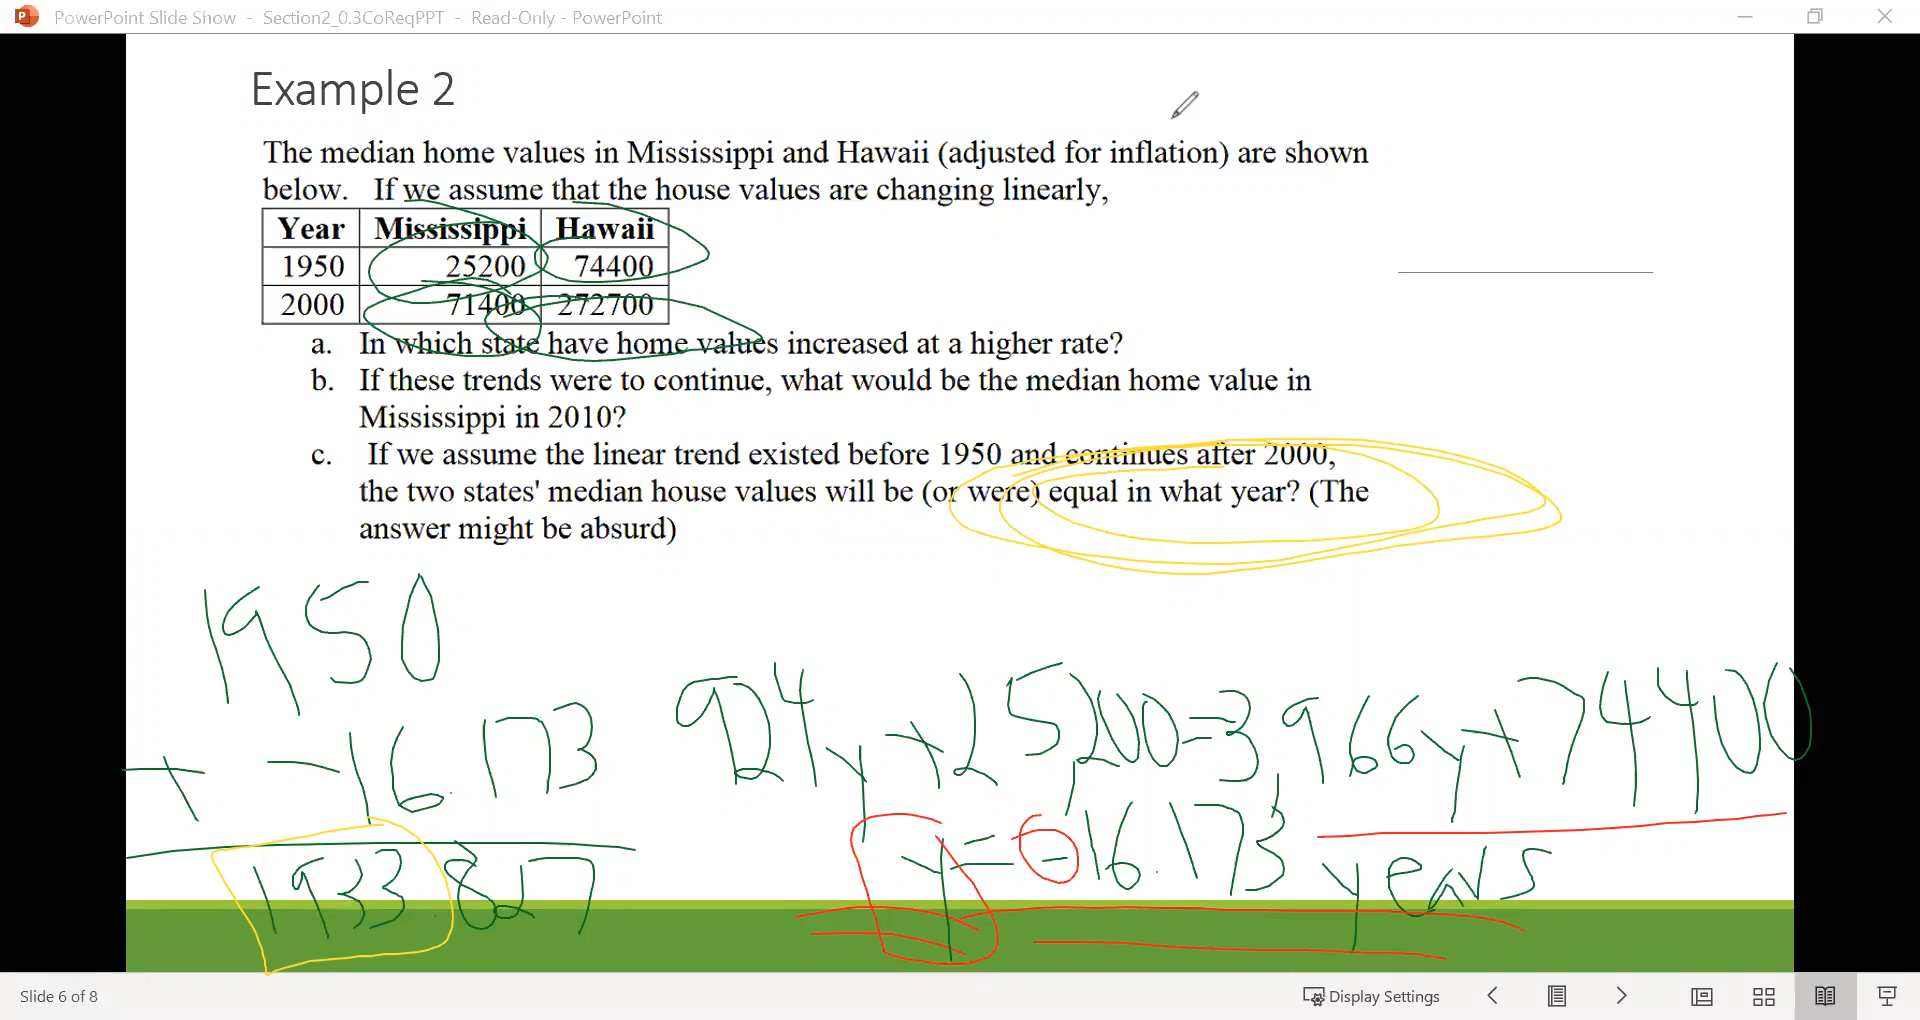 PowerPoint Slide Show - Section2_0.3CoReqPPT - Read-Only - PowerPoint
Example 2
The median home values in Mississippi and Hawaii (adjusted for inflation) are shown
below. If we assume that the house values are changing linearly,
Year Mississippi Hawaii
1950 25200 74400
2000 71400 272700
a. In which state have home values increased at a higher rate?
b. If these trends were to continue, what would be the median home value in
Mississippi in 2010?
c. If we assume the linear trend existed before 1950 and continues after 2000,
the two states' median house values will be (or were) equal in what year? (The
answer might be absurd)
1950
924y+25,200=3,966y+74400
+ -16.173
y=-16.173 years
1933.827
Slide 6 of 8
Display Settings